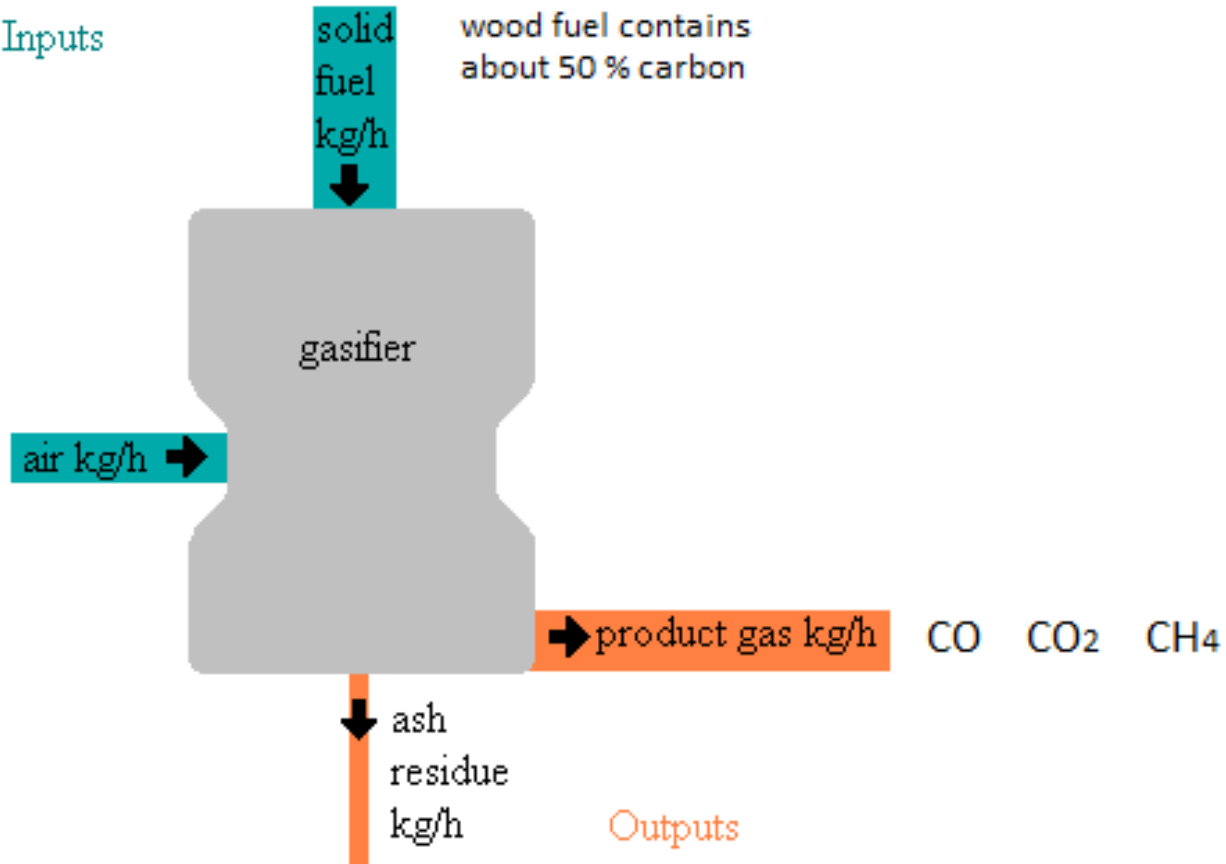 Inputs
solid
fuel
kg/h
wood fuel contains
about 50 % carbon
gasifier
air kg/h
product gas kg/h
CO CO2 CH4
ash
residue
kg/h
Outputs